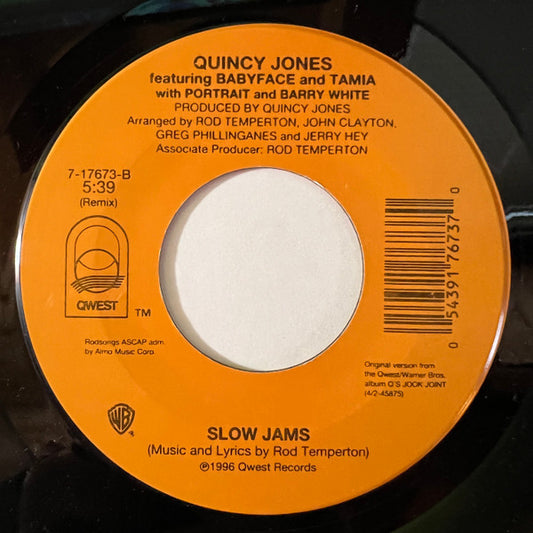 QUINCY JONES
featuring BABYFACE and TAMIA
with PORTRAIT and BARRY WHITE
PRODUCED BY QUINCY JONES
Arranged by ROD TEMPERTON, JOHN CLAYTON,
GREG PHILLINGANES and JERRY HEY
Associate Producer: ROD TEMPERTON
7-17673-B
5:39
(Remix)
QWEST
TM
0 54391 76737 0
Rodsongs ASCAP adm.
by Almo Music Corp.
Original version from
the Qwest/Warner Bros.
album Q'S JOOK JOINT
(4/2-45875)
WB
SLOW JAMS
(Music and Lyrics by Rod Temperton)
℗1996 Qwest Records